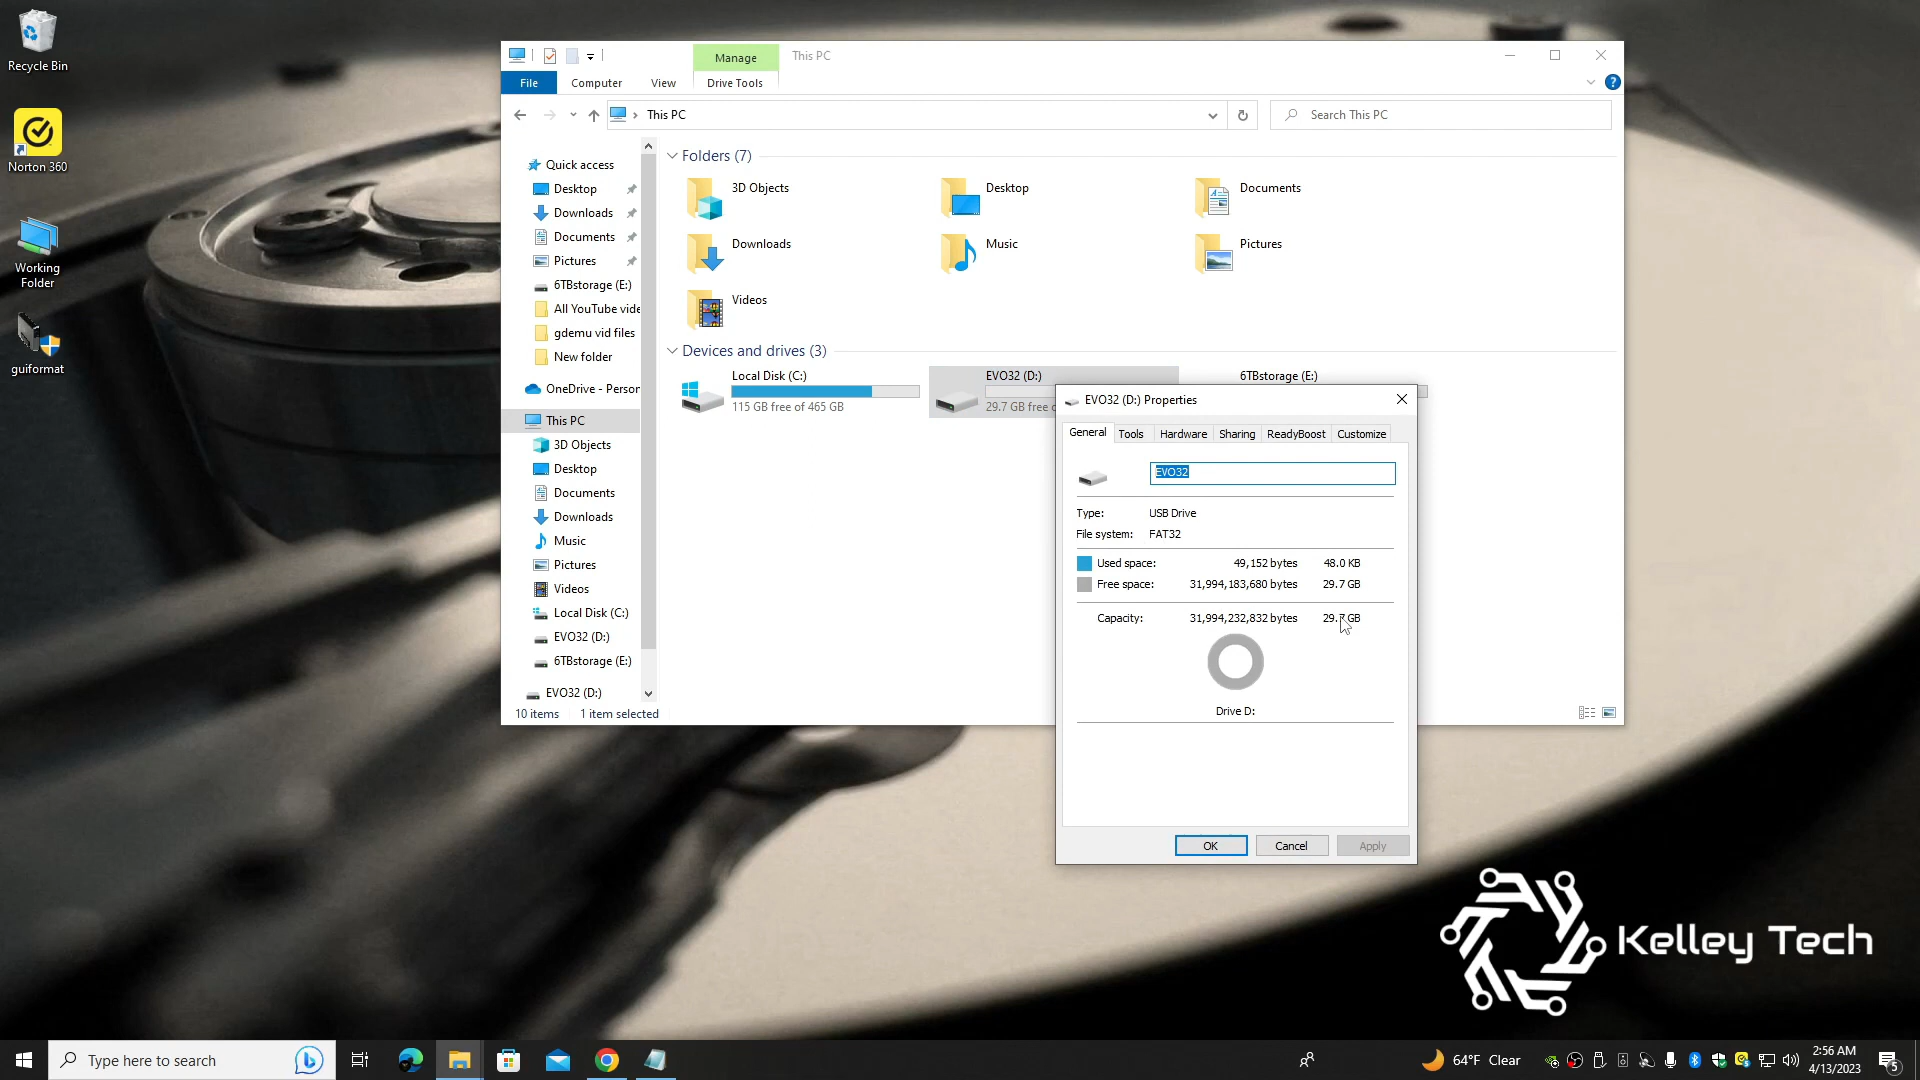 Recycle Bin
Norton 360
Working
Folder
guiformat
Manage
This PC
File
Computer
View
Drive Tools
This PC
Search This PC
Quick access
Desktop
Downloads
Documents
Pictures
6TBstorage (E:)
All YouTube vide
gdemu vid files
New folder
OneDrive - Person
This PC
3D Objects
Desktop
Documents
Downloads
Music
Pictures
Videos
Local Disk (C:)
EVO32 (D:)
6TBstorage (E:)
EVO32 (D:)
Folders (7)
3D Objects
Desktop
Documents
Downloads
Music
Pictures
Videos
Devices and drives (3)
Local Disk (C:)
115 GB free of 465 GB
EVO32 (D:)
29.7 GB free o
6TBstorage (E:)
10 items
1 item selected
EVO32 (D:) Properties
General
Tools
Hardware
Sharing
ReadyBoost
Customize
EVO32
Type: USB Drive
File system: FAT32
Used space: 49,152 bytes 48.0 KB
Free space: 31,994,183,680 bytes 29.7 GB
Capacity: 31,994,232,832 bytes 29.7 GB
Drive D:
OK
Cancel
Apply
Kelley Tech
Type here to search
64°F Clear
2:56 AM
4/13/2023
5